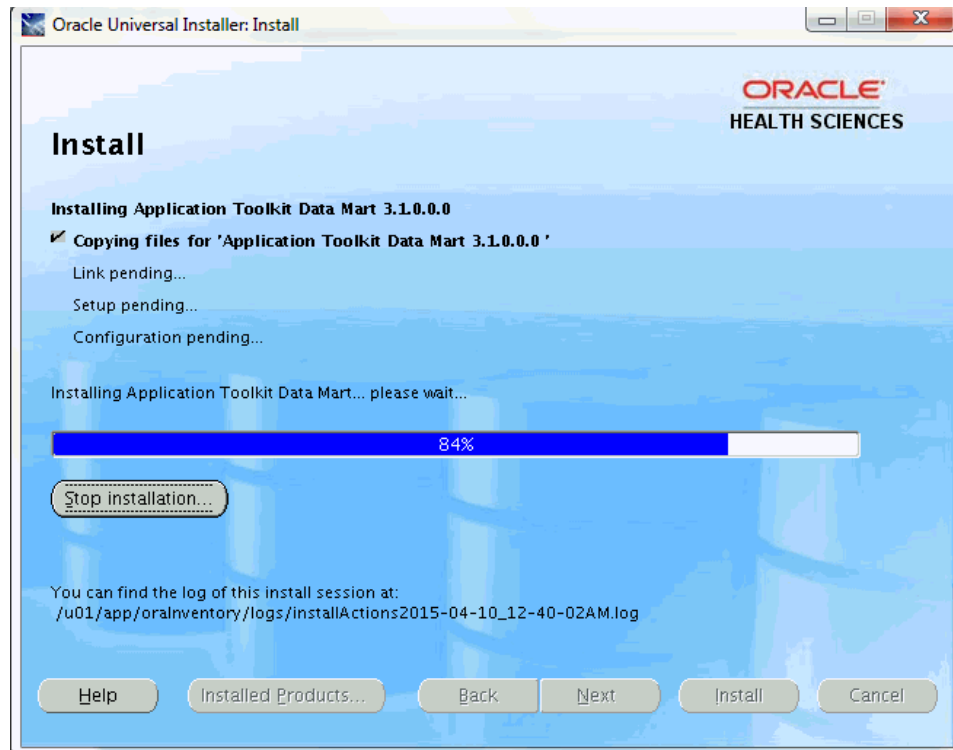 Oracle Universal Installer: Install
ORACLE
HEALTH SCIENCES
Install
Installing Application Toolkit Data Mart 3.1.0.0.0
Copying files for 'Application Toolkit Data Mart 3.1.0.0.0 '
Link pending...
Setup pending...
Configuration pending...
Installing Application Toolkit Data Mart... please wait...
84%
Stop installation...
You can find the log of this install session at:
/u01/app/oraInventory/logs/installActions2015-04-10_12-40-02AM.log
Help Installed Products... Back Next Install Cancel